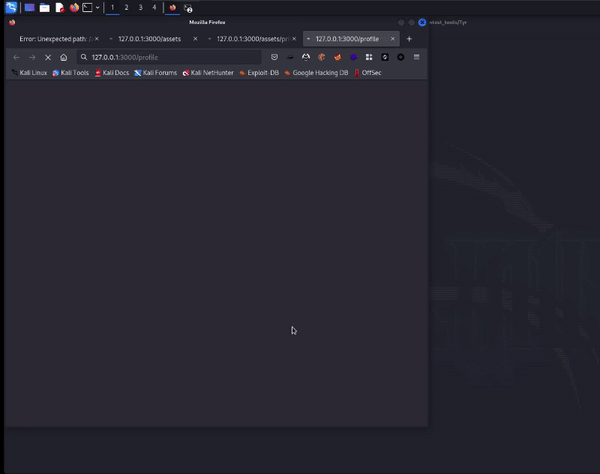 1 2 3 4
Mozilla Firefox
Error: Unexpected path:
127.0.0.1:3000/assets
127.0.0.1:3000/assets/pr
127.0.0.1:3000/profile
127.0.0.1:3000/profile
Kali Linux Kali Tools Kali Docs Kali Forums Kali NetHunter Exploit-DB Google Hacking DB OffSec